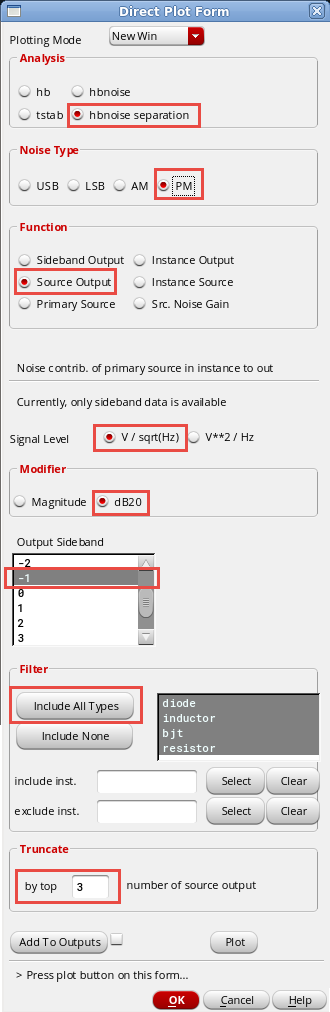 Direct Plot Form
Plotting Mode New Win
Analysis
hb hbnoise
tstab hbnoise separation
Noise Type
USB LSB AM PM
Function
Sideband Output Instance Output
Source Output Instance Source
Primary Source Src. Noise Gain
Noise contrib. of primary source in instance to out
Currently, only sideband data is available
Signal Level V / sqrt(Hz) V**2 / Hz
Modifier
Magnitude dB20
Output Sideband
-2
-1
0
1
2
3
Filter
Include All Types
Include None
diode
inductor
bjt
resistor
include inst. Select Clear
exclude inst. Select Clear
Truncate
by top 3 number of source output
Add To Outputs Plot
> Press plot button on this form...
OK Cancel Help